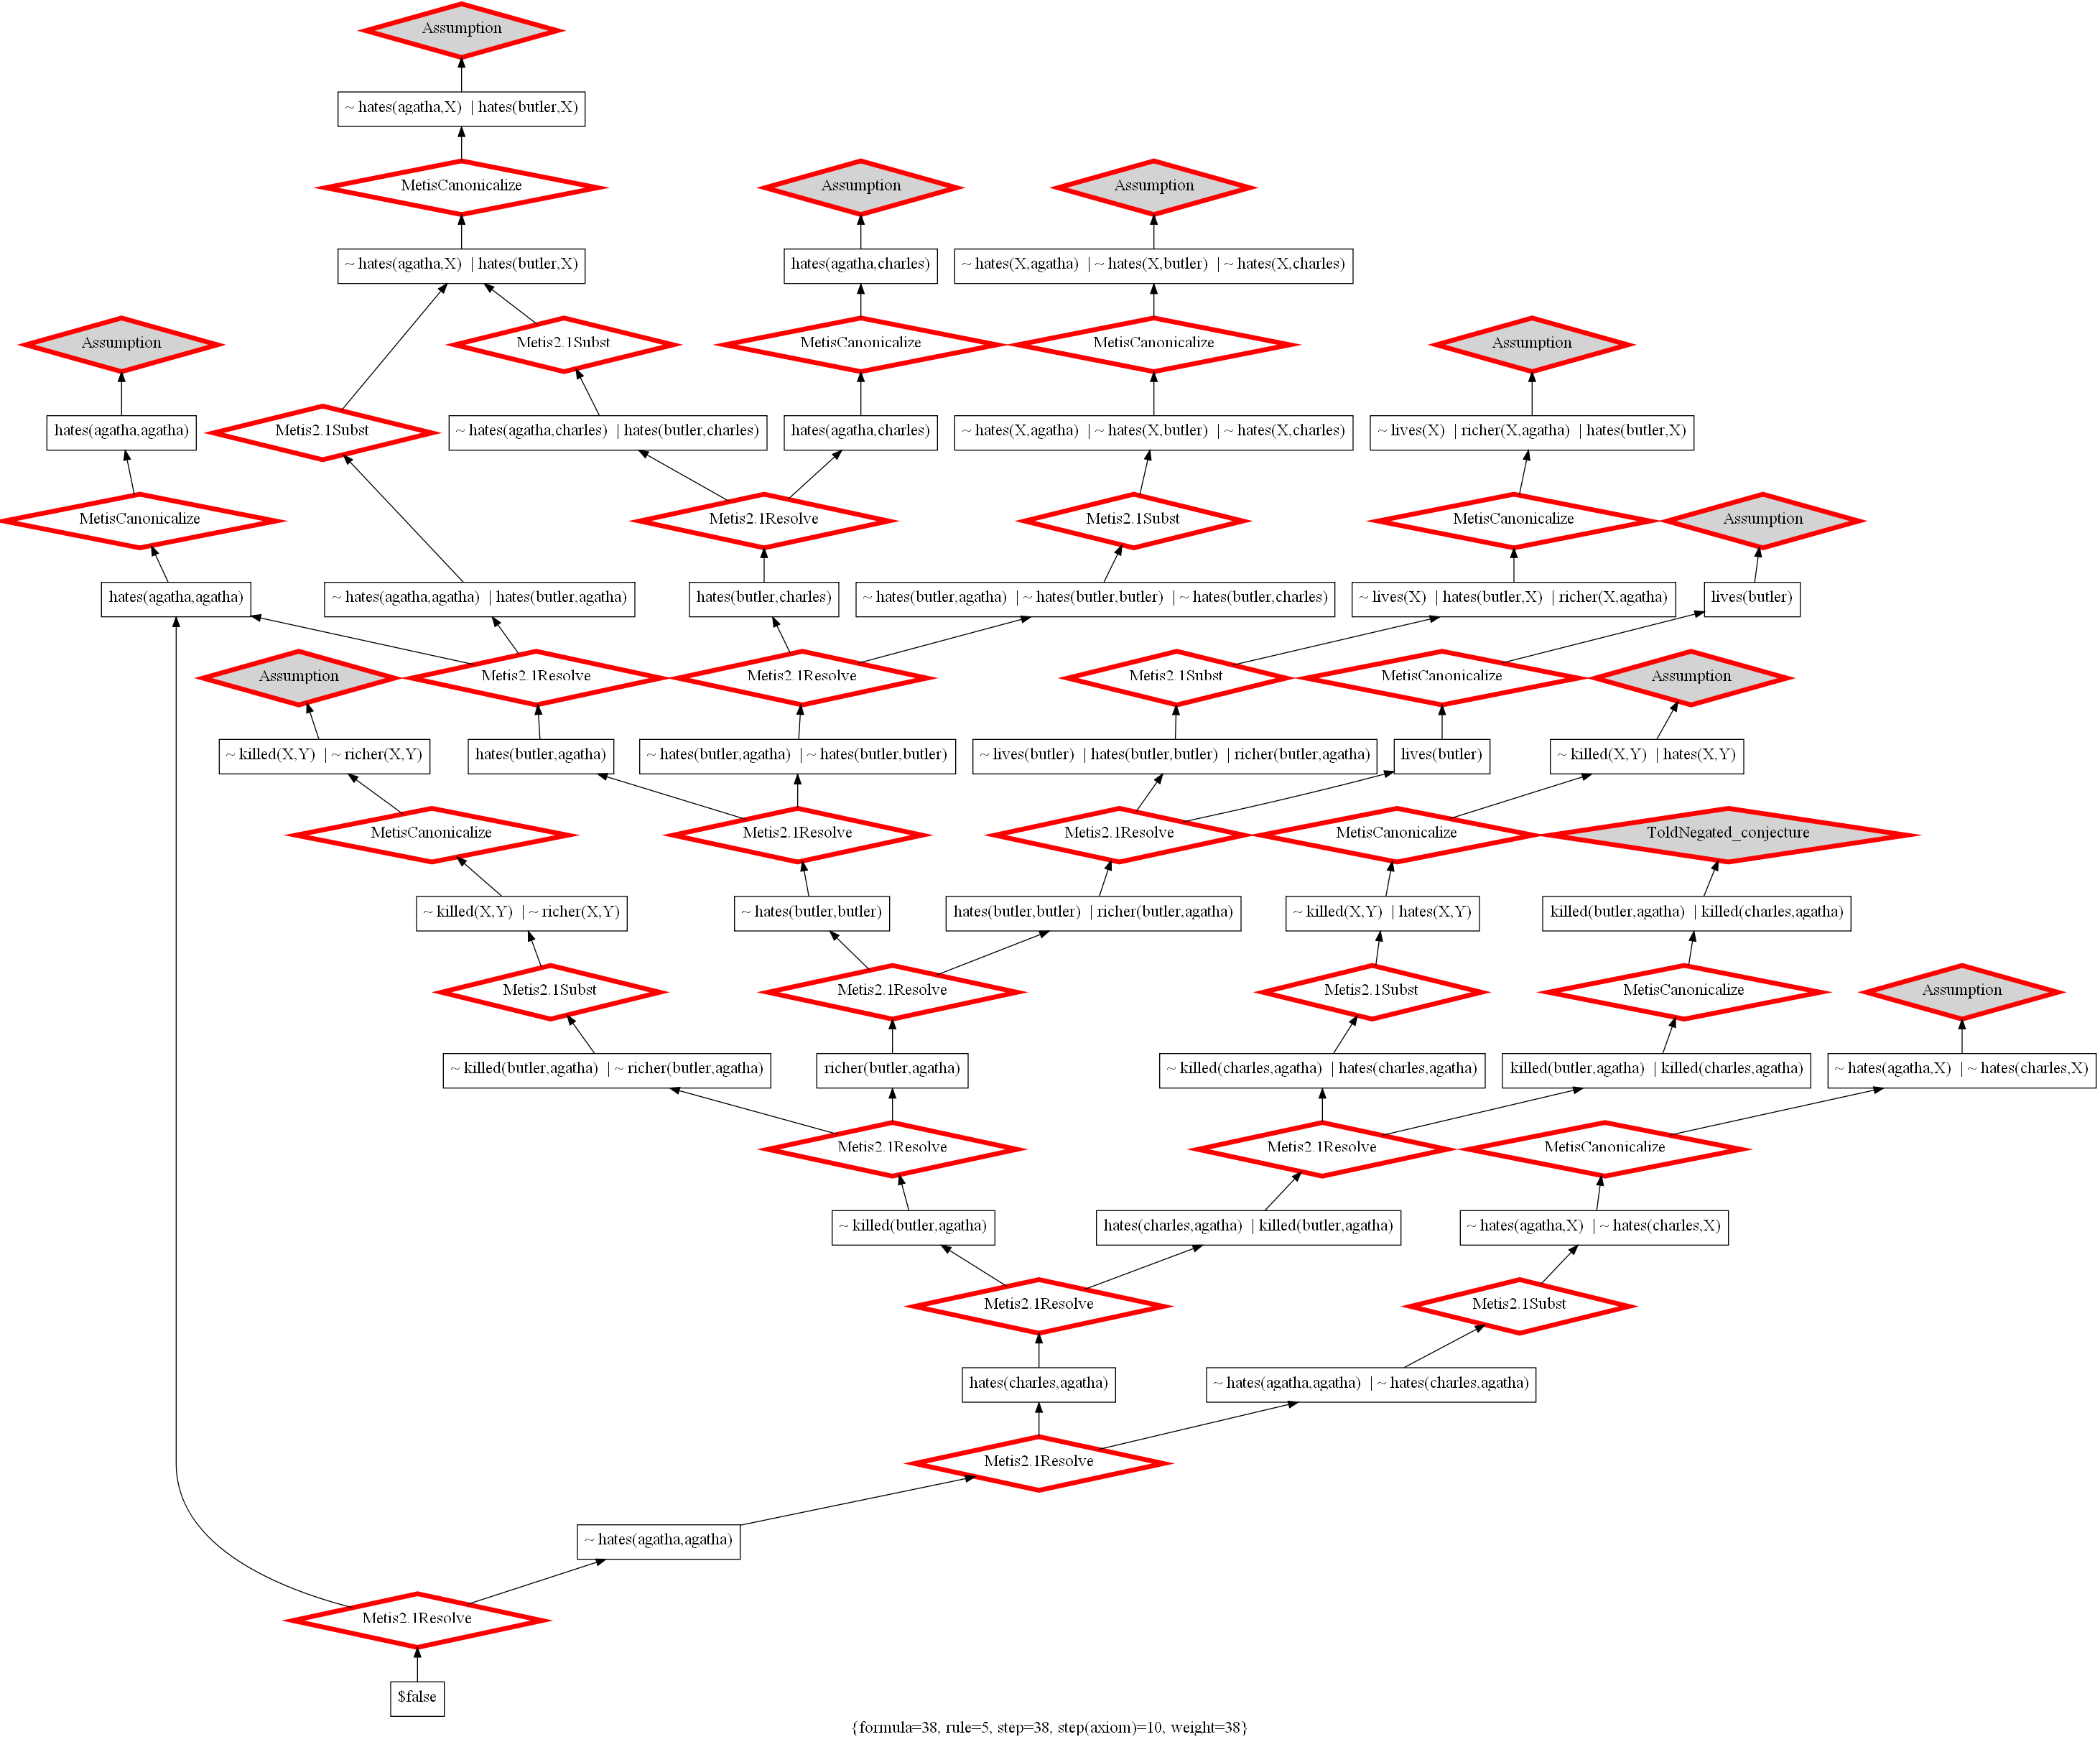 Assumption
~ hates(agatha,X) | hates(butler,X)
MetisCanonicalize
Assumption
Assumption
~ hates(agatha,X) | hates(butler,X)
hates(agatha,charles)
~ hates(X,agatha) | ~ hates(X,butler) | ~ hates(X,charles)
Assumption
Metis2.1Subst
MetisCanonicalize
MetisCanonicalize
Assumption
hates(agatha,agatha)
Metis2.1Subst
~ hates(agatha,charles) | hates(butler,charles)
hates(agatha,charles)
~ hates(X,agatha) | ~ hates(X,butler) | ~ hates(X,charles)
~ lives(X) | richer(X,agatha) | hates(butler,X)
MetisCanonicalize
Metis2.1Resolve
Metis2.1Subst
MetisCanonicalize
Assumption
hates(agatha,agatha)
~ hates(agatha,agatha) | hates(butler,agatha)
hates(butler,charles)
~ hates(butler,agatha) | ~ hates(butler,butler) | ~ hates(butler,charles)
~ lives(X) | hates(butler,X) | richer(X,agatha)
lives(butler)
Assumption
Metis2.1Resolve
Metis2.1Resolve
Metis2.1Subst
MetisCanonicalize
Assumption
~ killed(X,Y) | ~ richer(X,Y)
hates(butler,agatha)
~ hates(butler,agatha) | ~ hates(butler,butler)
~ lives(butler) | hates(butler,butler) | richer(butler,agatha)
lives(butler)
~ killed(X,Y) | hates(X,Y)
MetisCanonicalize
Metis2.1Resolve
Metis2.1Resolve
MetisCanonicalize
ToldNegated_conjecture
~ killed(X,Y) | ~ richer(X,Y)
~ hates(butler,butler)
hates(butler,butler) | richer(butler,agatha)
~ killed(X,Y) | hates(X,Y)
killed(butler,agatha) | killed(charles,agatha)
Metis2.1Subst
Metis2.1Resolve
Metis2.1Subst
MetisCanonicalize
Assumption
~ killed(butler,agatha) | ~ richer(butler,agatha)
richer(butler,agatha)
~ killed(charles,agatha) | hates(charles,agatha)
killed(butler,agatha) | killed(charles,agatha)
~ hates(agatha,X) | ~ hates(charles,X)
Metis2.1Resolve
Metis2.1Resolve
MetisCanonicalize
~ killed(butler,agatha)
hates(charles,agatha) | killed(butler,agatha)
~ hates(agatha,X) | ~ hates(charles,X)
Metis2.1Resolve
Metis2.1Subst
hates(charles,agatha)
~ hates(agatha,agatha) | ~ hates(charles,agatha)
Metis2.1Resolve
~ hates(agatha,agatha)
Metis2.1Resolve
$false
{formula=38, rule=5, step=38, step(axiom)=10, weight=38}